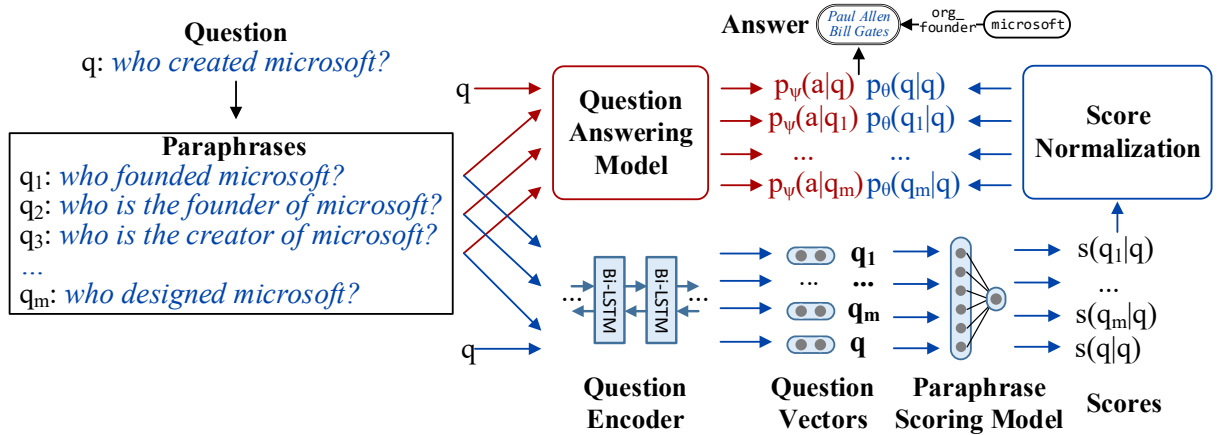 Question
q: who created microsoft?
Paraphrases
q1: who founded microsoft?
q2: who is the founder of microsoft?
q3: who is the creator of microsoft?
...
qm: who designed microsoft?
q
q
Question
Answering
Model
Answer
Paul Allen
Bill Gates
org_
founder
microsoft
pψ(a|q) pθ(q|q)
pψ(a|q1) pθ(q1|q)
... ...
pψ(a|qm) pθ(qm|q)
Score
Normalization
... Bi-LSTM Bi-LSTM ...
q1
... ...
qm
q
s(q1|q)
...
s(qm|q)
s(q|q)
Question
Encoder
Question
Vectors
Paraphrase
Scoring Model
Scores